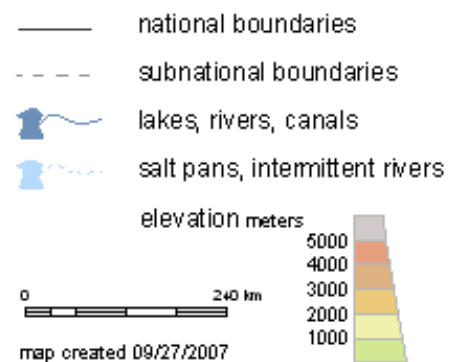 national boundaries
subnational boundaries
lakes, rivers, canals
salt pans, intermittent rivers
elevation meters
5000
4000
3000
2000
1000
0 240 km
map created 09/27/2007